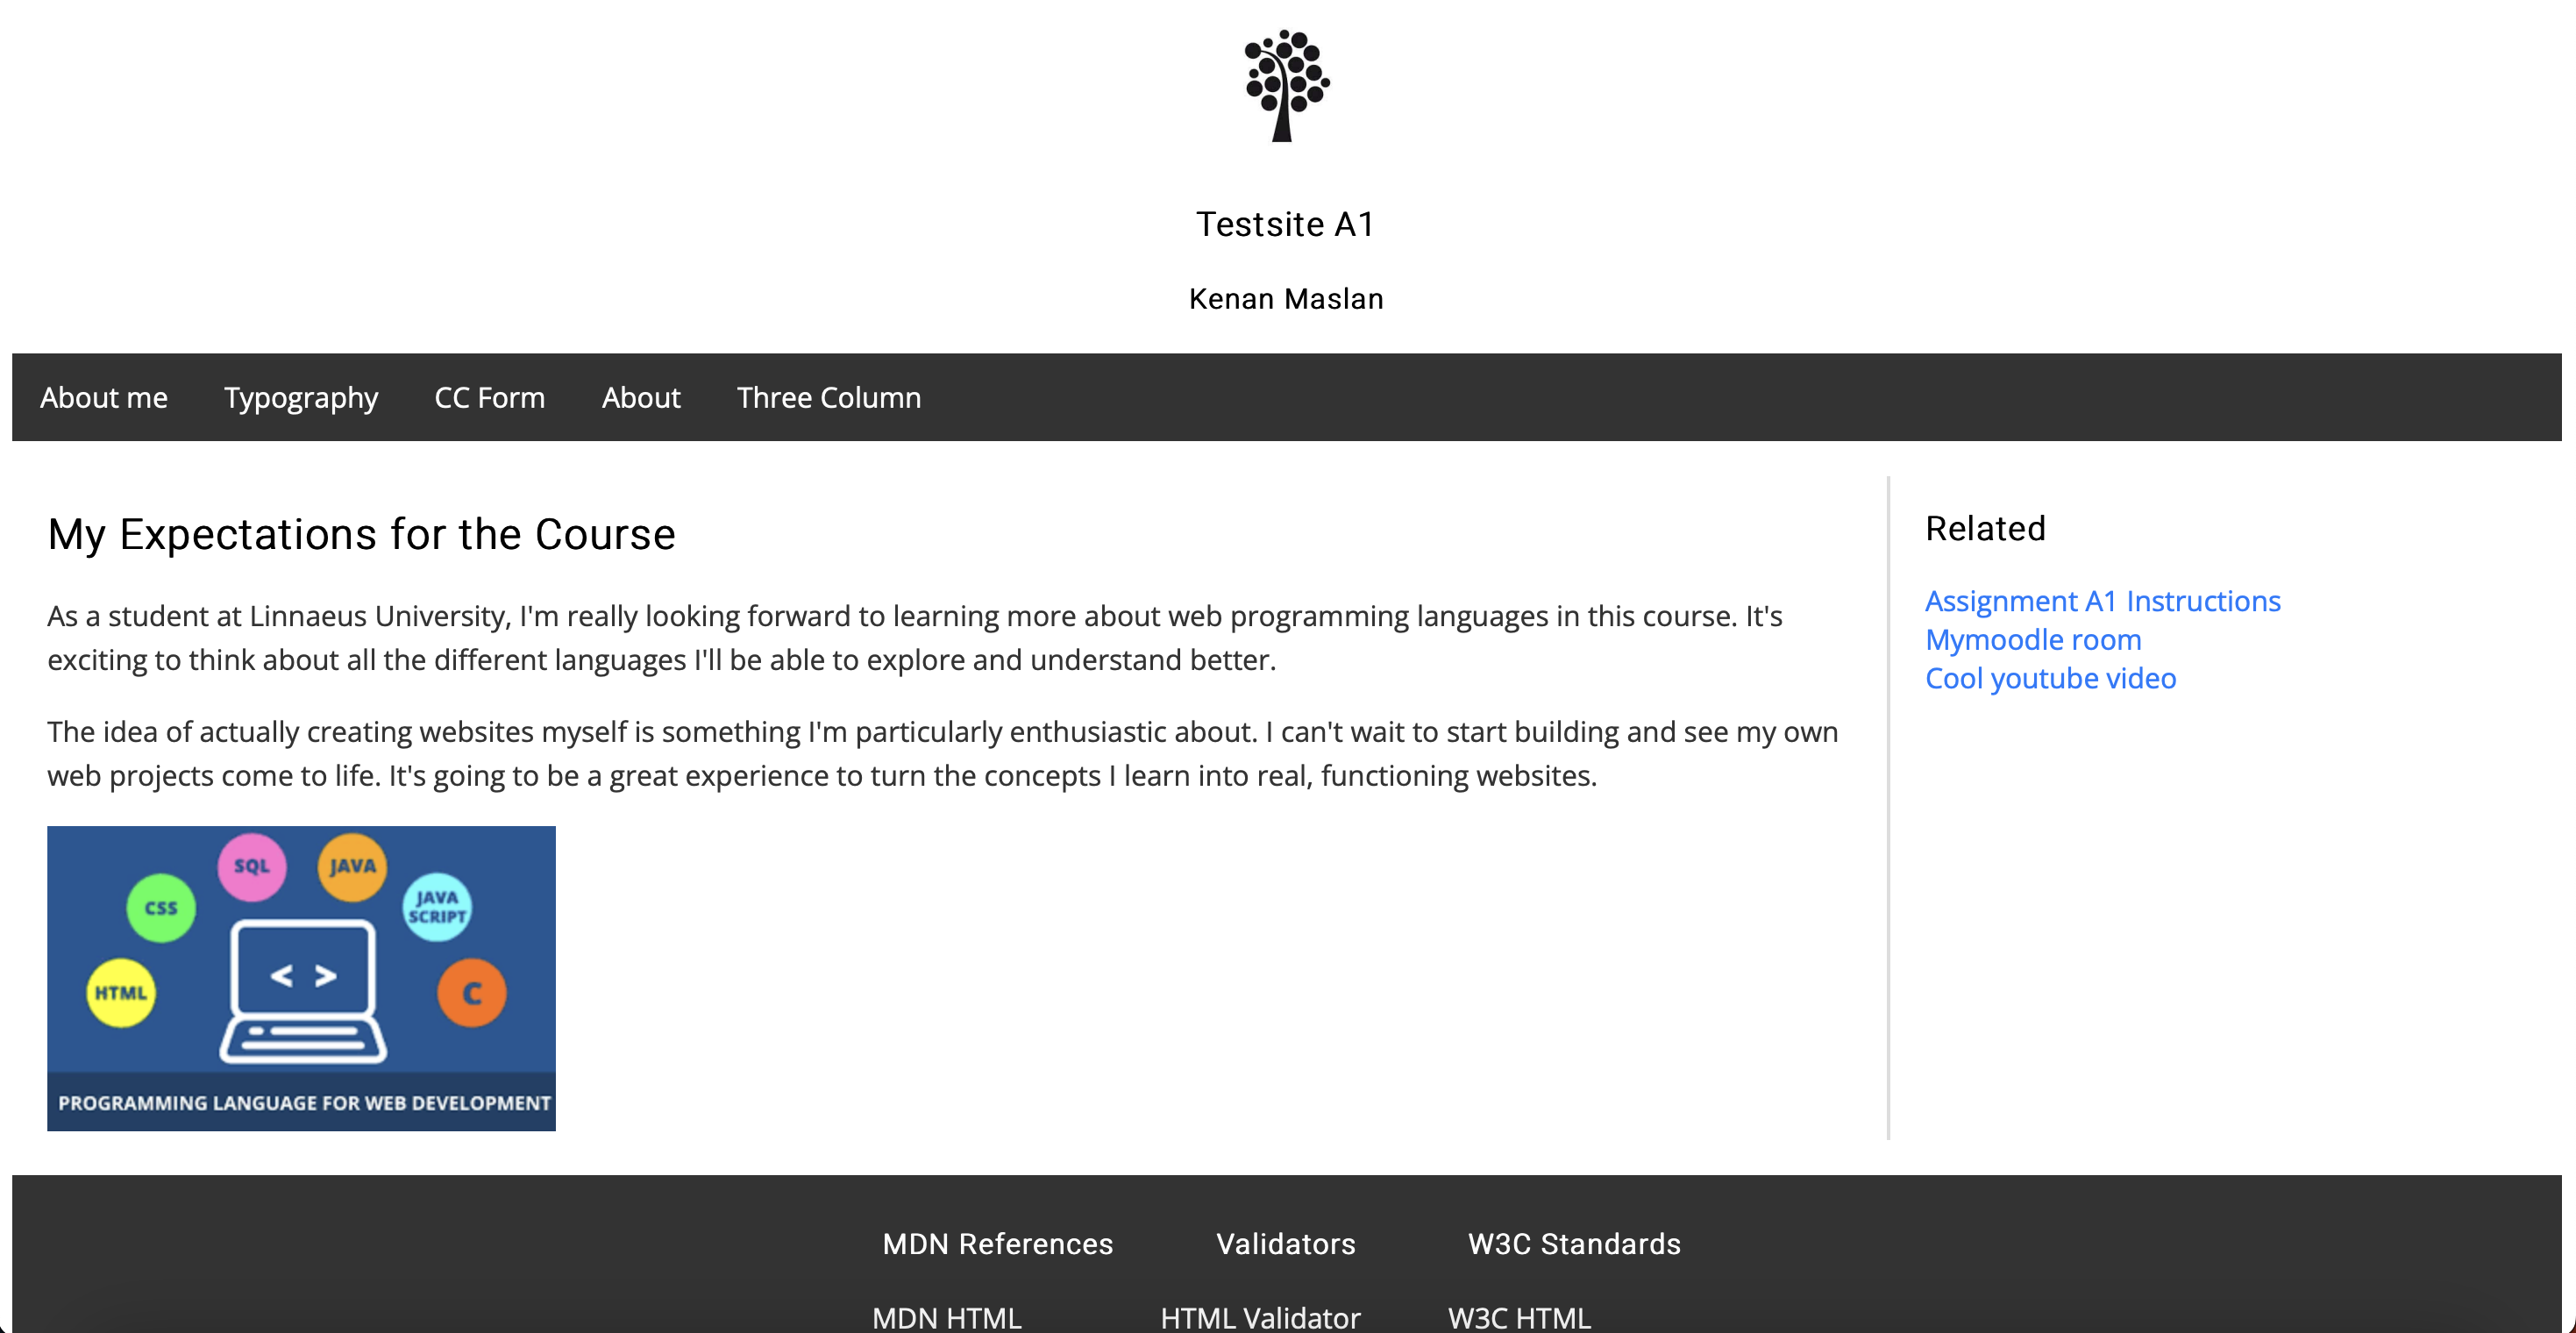 Testsite A1
Kenan Maslan
About me Typography CC Form About Three Column
My Expectations for the Course
As a student at Linnaeus University, I'm really looking forward to learning more about web programming languages in this course. It's
exciting to think about all the different languages I'll be able to explore and understand better.
The idea of actually creating websites myself is something I'm particularly enthusiastic about. I can't wait to start building and see my own
web projects come to life. It's going to be a great experience to turn the concepts I learn into real, functioning websites.
SQL
JAVA
CSS
JAVA
SCRIPT
< >
HTML
C
PROGRAMMING LANGUAGE FOR WEB DEVELOPMENT
Related
Assignment A1 Instructions
Mymoodle room
Cool youtube video
MDN References Validators W3C Standards
MDN HTML HTML Validator W3C HTML